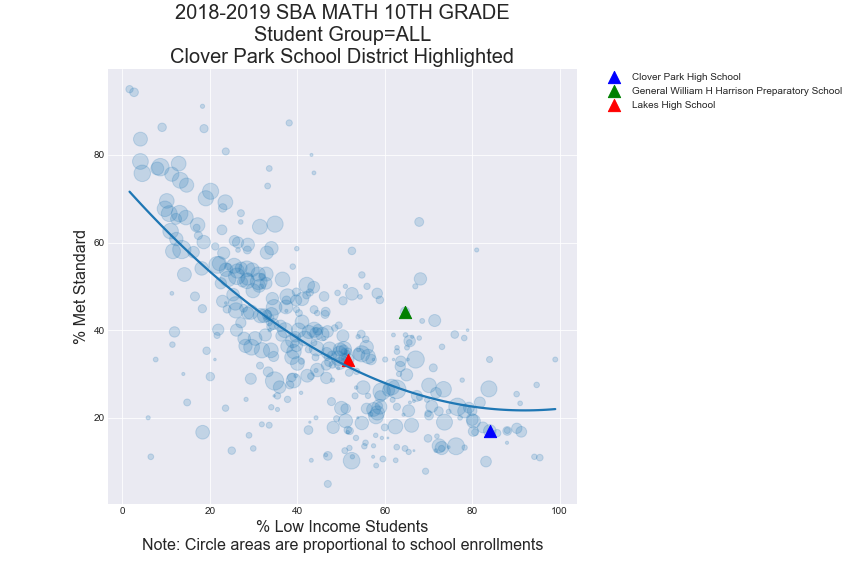 2018-2019 SBA MATH 10TH GRADE
Student Group=ALL
Clover Park School District Highlighted
Clover Park High School
General William H Harrison Preparatory School
Lakes High School
% Met Standard
80
60
40
20
0 20 40 60 80 100
% Low Income Students
Note: Circle areas are proportional to school enrollments